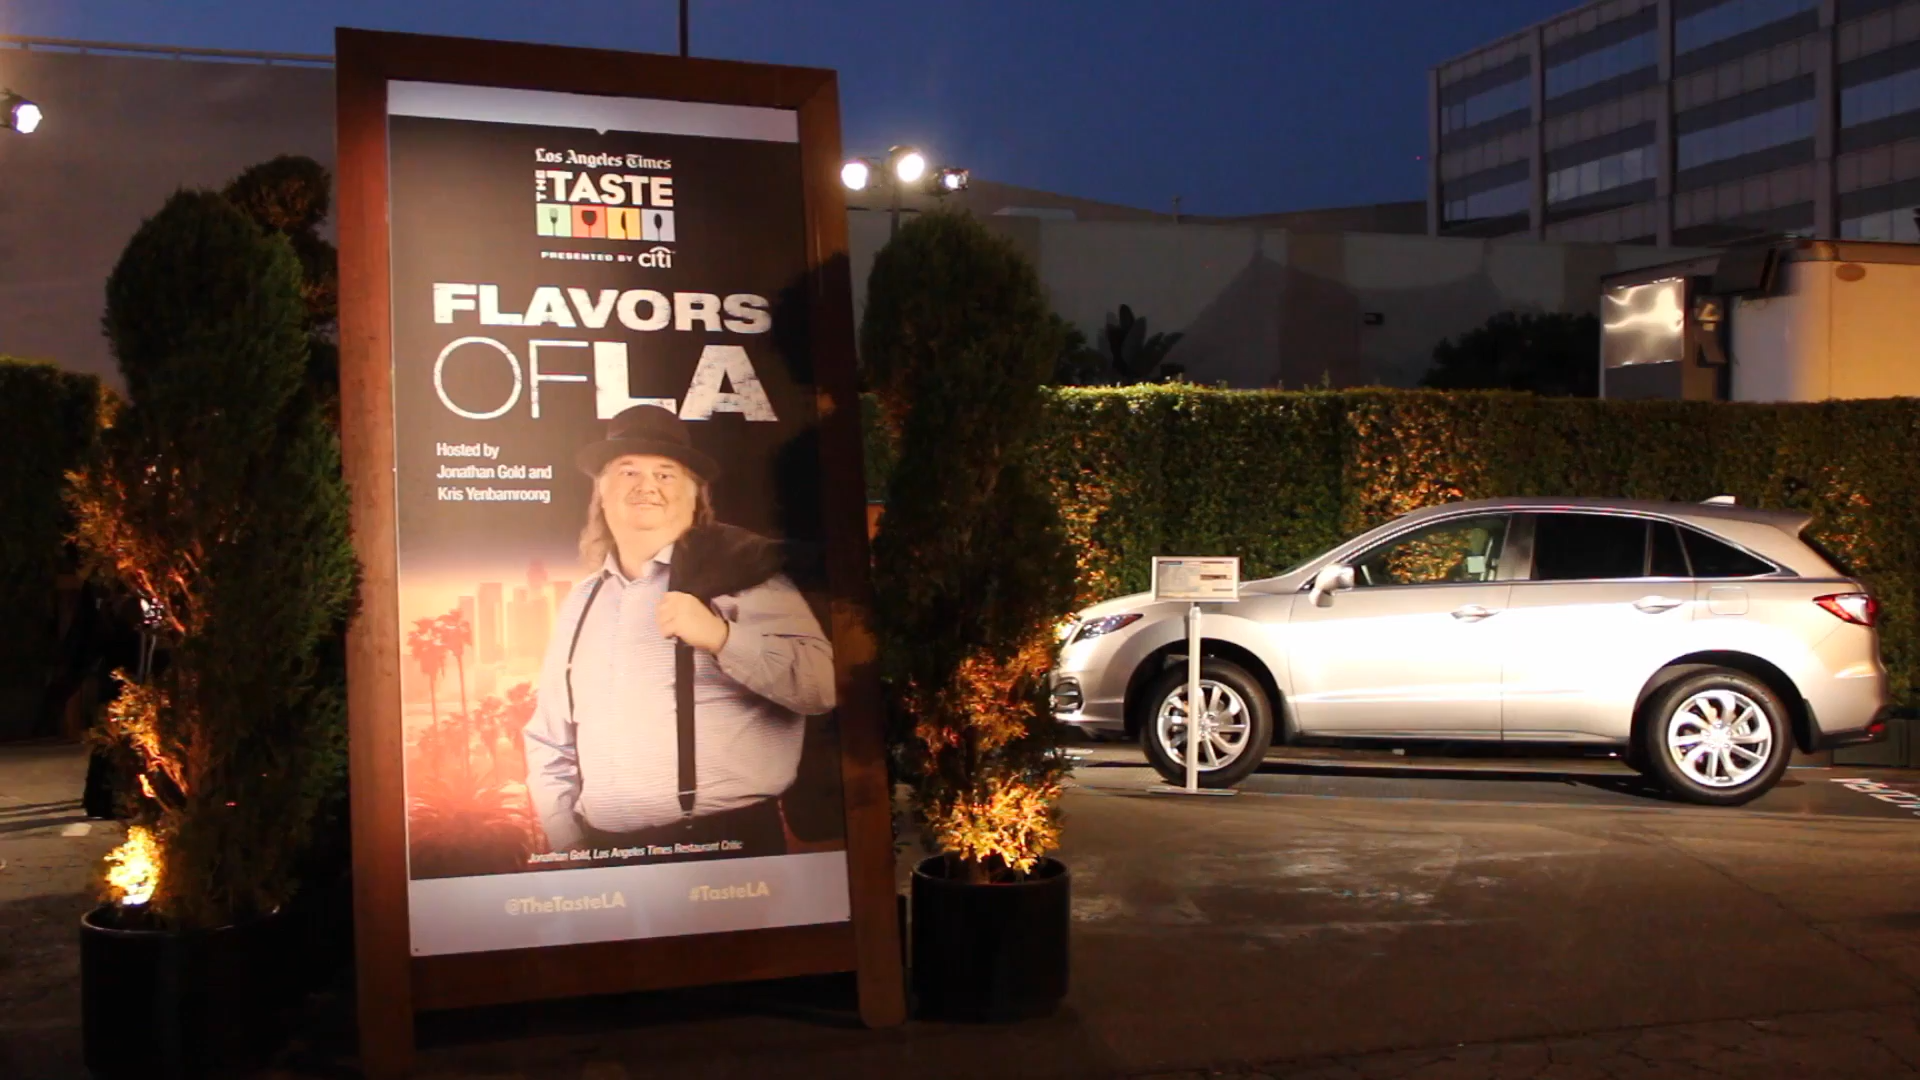 Los Angeles Times
THE TASTE
PRESENTED BY citi
FLAVORS
OF LA
Hosted by
Jonathan Gold and
Kris Yenbamroong
Jonathan Gold, Los Angeles Times Restaurant Critic
@TheTasteLA #TasteLA